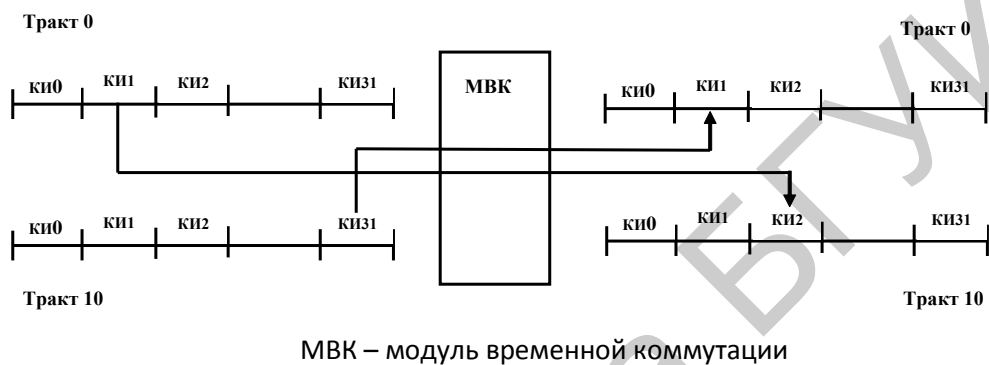 Тракт 0
Тракт 0
КИ0 КИ1 КИ2 КИ31
МВК
КИ0 КИ1 КИ2 КИ31
КИ0 КИ1 КИ2 КИ31
КИ0 КИ1 КИ2 КИ31
Тракт 10
Тракт 10
МВК – модуль временной коммутации
БГУИ